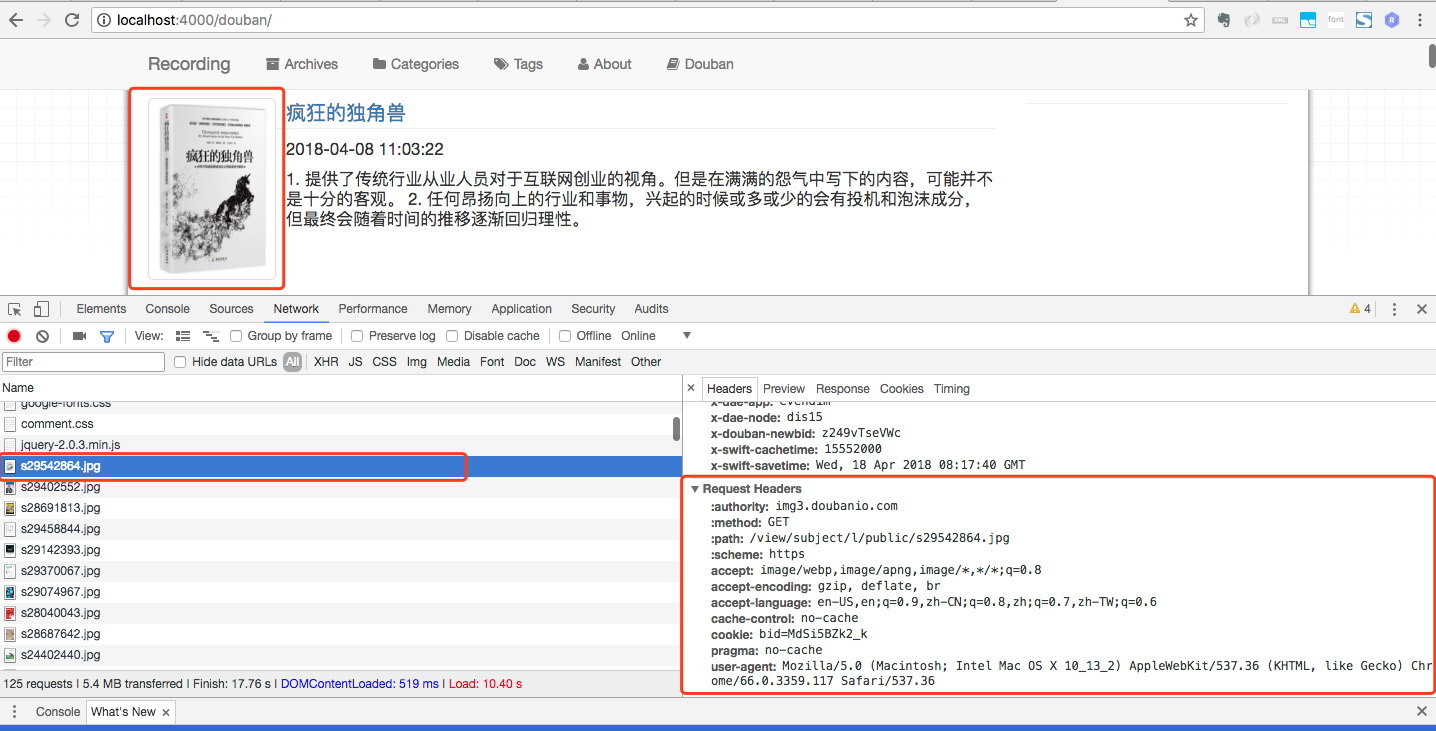 localhost:4000/douban/
font
Recording Archives Categories Tags About Douban
疯狂的独角兽
疯狂的独角兽
2018-04-08 11:03:22
1. 提供了传统行业从业人员对于互联网创业的视角。但是在满满的怨气中写下的内容，可能并不
是十分的客观。 2. 任何昂扬向上的行业和事物，兴起的时候或多或少的会有投机和泡沫成分，
但最终会随着时间的推移逐渐回归理性。
Elements Console Sources Network Performance Memory Application Security Audits 4
View: Group by frame Preserve log Disable cache Offline Online
Filter Hide data URLs All XHR JS CSS Img Media Font Doc WS Manifest Other
Name
google-fonts.css
comment.css
jquery-2.0.3.min.js
s29542864.jpg
s29402552.jpg
s28691813.jpg
s29458844.jpg
s29142393.jpg
s29370067.jpg
s29074967.jpg
s28040043.jpg
s28687642.jpg
s24402440.jpg
125 requests | 5.4 MB transferred | Finish: 17.76 s | DOMContentLoaded: 519 ms | Load: 10.40 s
Headers Preview Response Cookies Timing
x-dae-app: evendim
x-dae-node: dis15
x-douban-newbid: z249vTseVWc
x-swift-cachetime: 15552000
x-swift-savetime: Wed, 18 Apr 2018 08:17:40 GMT
Request Headers
:authority: img3.doubanio.com
:method: GET
:path: /view/subject/l/public/s29542864.jpg
:scheme: https
accept: image/webp,image/apng,image/*,*/*;q=0.8
accept-encoding: gzip, deflate, br
accept-language: en-US,en;q=0.9,zh-CN;q=0.8,zh;q=0.7,zh-TW;q=0.6
cache-control: no-cache
cookie: bid=MdSi5BZk2_k
pragma: no-cache
user-agent: Mozilla/5.0 (Macintosh; Intel Mac OS X 10_13_2) AppleWebKit/537.36 (KHTML, like Gecko) Chr
ome/66.0.3359.117 Safari/537.36
Console What's New